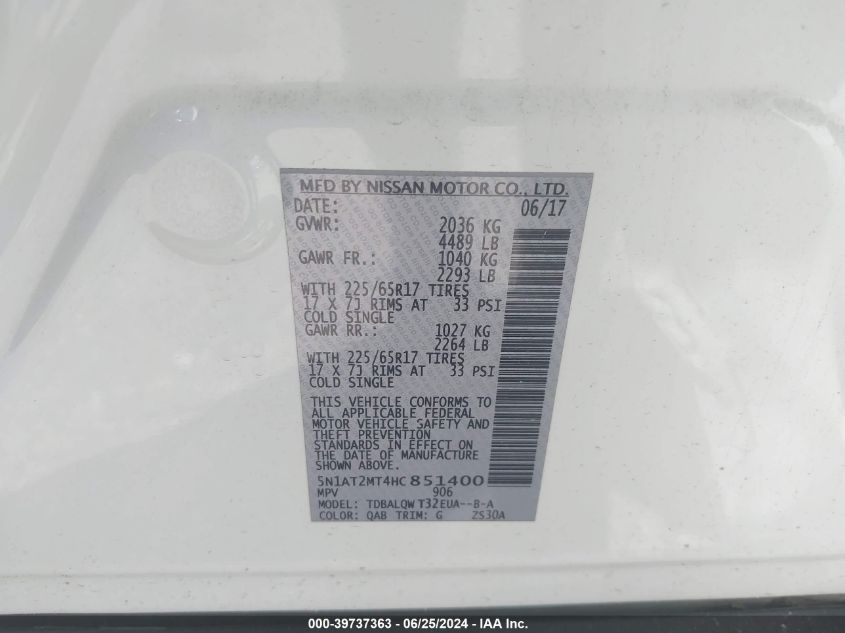 MFD BY NISSAN MOTOR CO., LTD.
DATE: 06/17
GVWR: 2036 KG
4489 LB
GAWR FR.: 1040 KG
2293 LB
WITH 225/65R17 TIRES
17 X 7J RIMS AT 33 PSI
COLD SINGLE
GAWR RR.: 1027 KG
2264 LB
WITH 225/65R17 TIRES
17 X 7J RIMS AT 33 PSI
COLD SINGLE
THIS VEHICLE CONFORMS TO
ALL APPLICABLE FEDERAL
MOTOR VEHICLE SAFETY AND
THEFT PREVENTION
STANDARDS IN EFFECT ON
THE DATE OF MANUFACTURE
SHOWN ABOVE.
5N1AT2MT4HC851400
MPV 906
MODEL: TDBALQWT32EUA--B-A
COLOR: QAB TRIM: G ZS30A
000-39737363 - 06/25/2024 - IAA Inc.